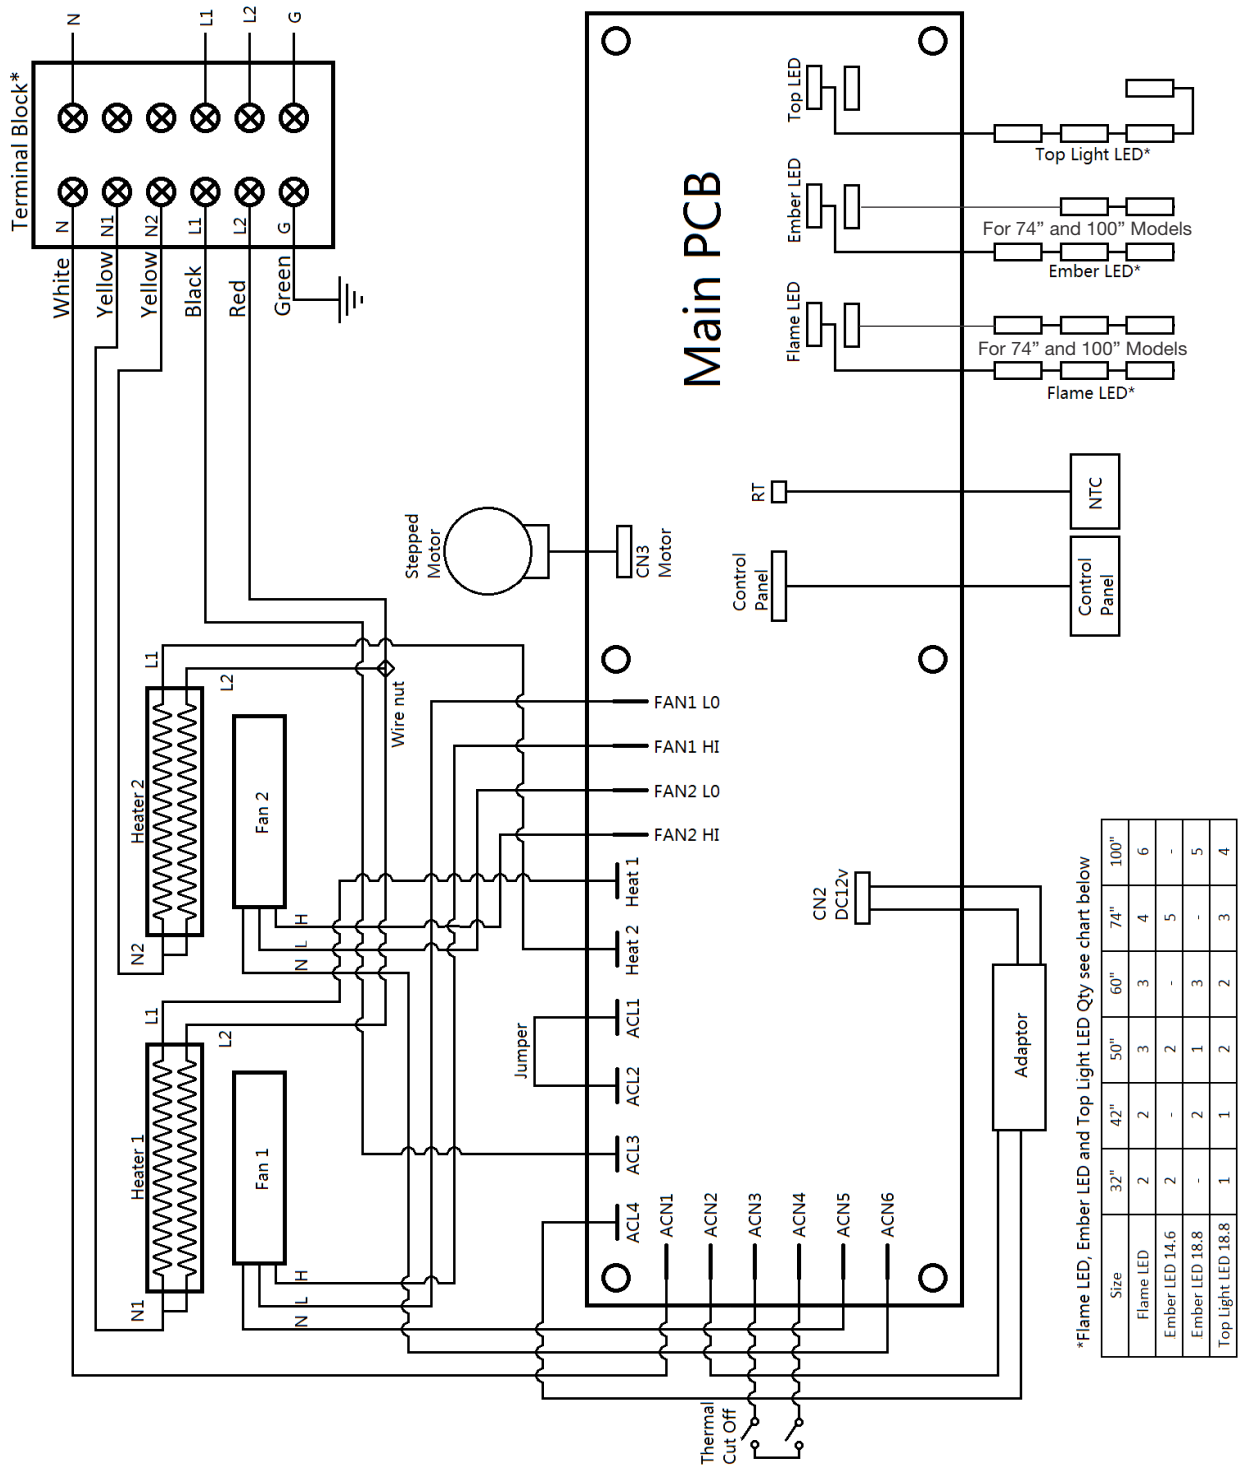 Terminal Block*
N
L1
L2
G
N
N1
N2
L1
L2
G
White
Yellow
Yellow
Black
Red
Green
Main PCB
Top LED
Ember LED
Flame LED
Top Light LED*
For 74” and 100” Models
Ember LED*
For 74” and 100” Models
Flame LED*
Stepped
Motor
CN3
Motor
RT
NTC
Control
Panel
Control
Panel
L1
L2
Heater 2
N2
Fan 2
H
L
N
Wire nut
FAN1 L0
FAN1 HI
FAN2 L0
FAN2 HI
Heat 1
Heat 2
Jumper
ACL1
ACL2
ACL3
ACL4
L1
L2
Heater 1
N1
Fan 1
H
L
N
CN2
DC12v
Adaptor
ACN1
ACN2
ACN3
ACN4
ACN5
ACN6
Thermal
Cut Off
*Flame LED, Ember LED and Top Light LED Qty see chart below
Size 32" 42" 50" 60" 74" 100"
Flame LED 2 2 3 3 4 6
Ember LED 14.6 2 - 2 - 5 -
Ember LED 18.8 - 2 1 3 - 5
Top Light LED 18.8 1 1 2 2 3 4